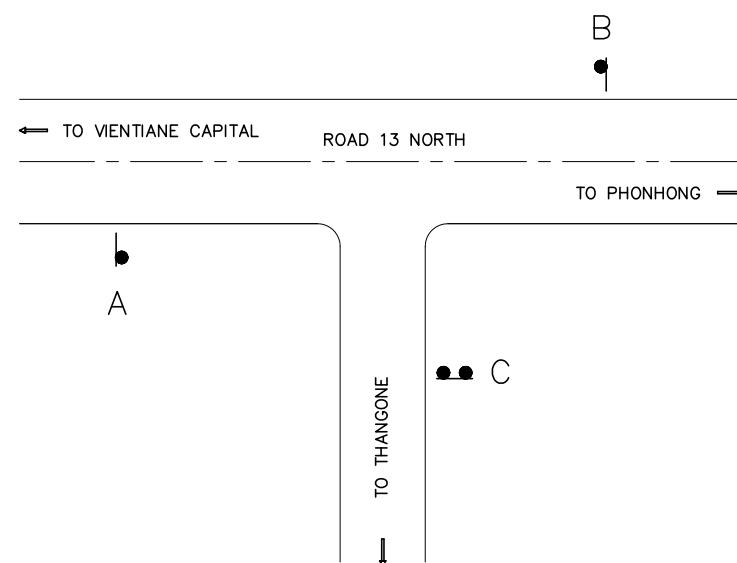 B
TO VIENTIANE CAPITAL
ROAD 13 NORTH
TO PHONHONG
A
C
TO THANGONE